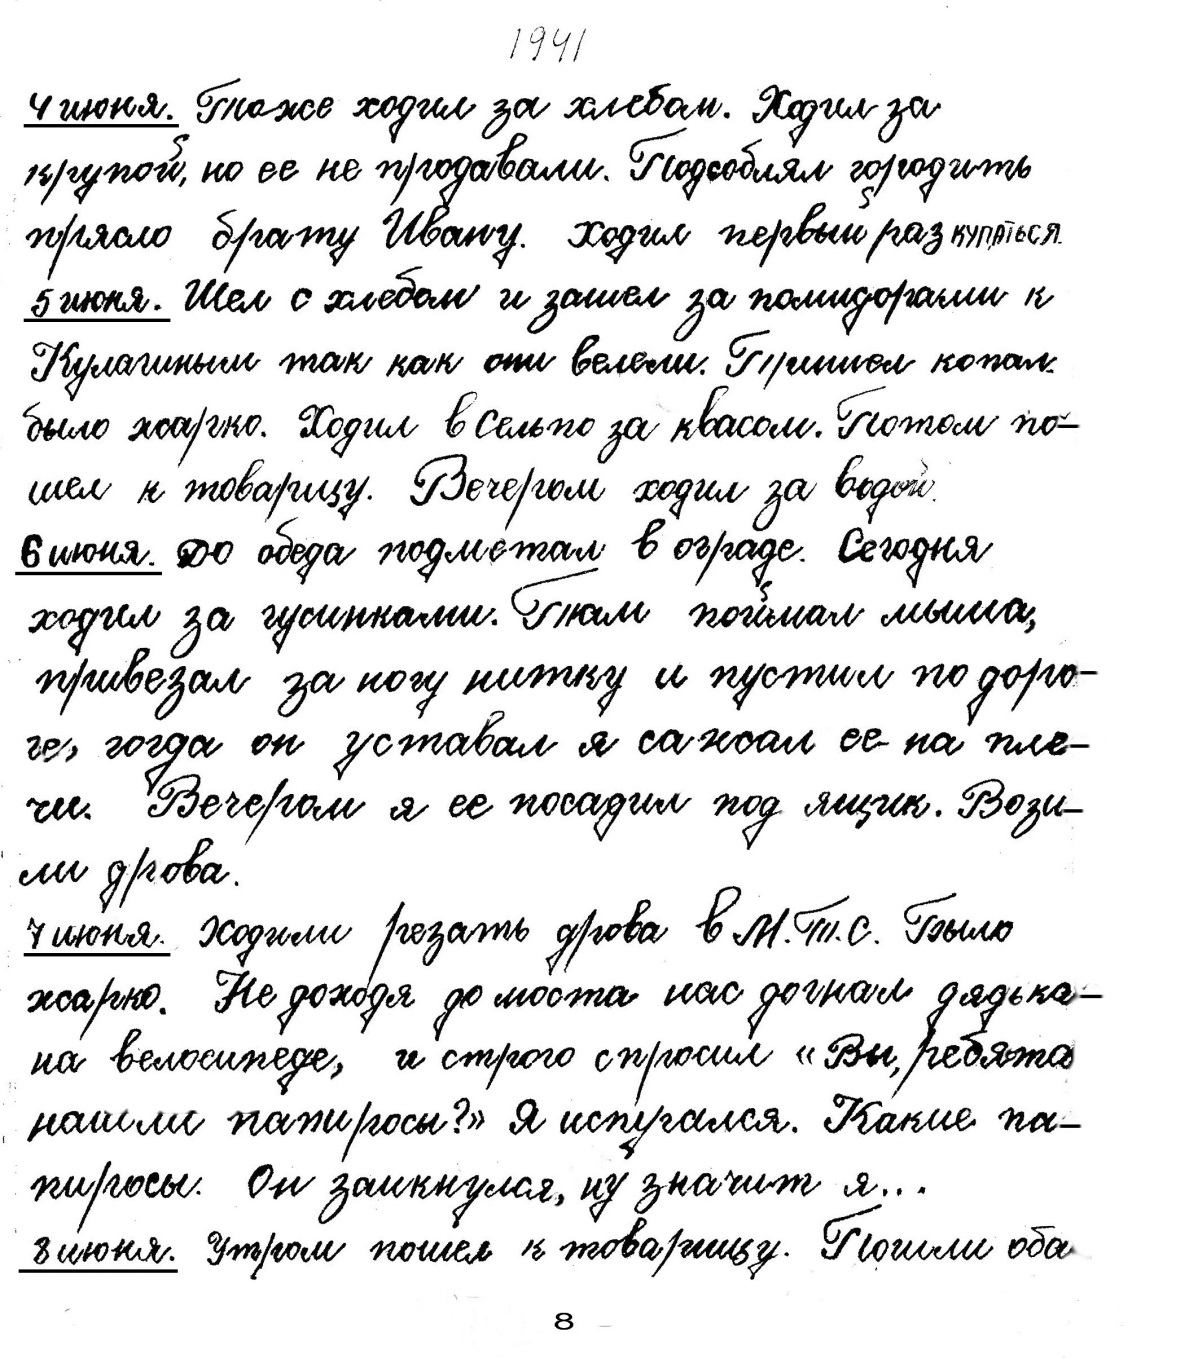 1941
4 июня. Тоже ходил за хлебом. Ходил за
крупой, но ее не продавали. Подсоблял городить
прясло брату Ивану. Ходил первый раз купаться.
5 июня. Шел с хлебом и зашел за помидорами к
Кулагиным так как они велели. Пришел копал.
было жарко. Ходил в Сельпо за квасом. Потом по-
шел к товарищу. Вечером ходил за водой.
6 июня. До обеда подметал в ограде. Сегодня
ходил за гусинками. Там поймал мыша,
привезал за ногу нитку и пустил по доро-
ге, гогда он уставал я сажал ее на пле-
чи. Вечером я ее посадил под ящик. Вози-
ли дрова.
7 июня. Ходили резать дрова в М.Т.С. Было
жарко. Не доходя до моста нас догнал дядька-
на велосипеде, и строго спросил «Вы, ребята
нашли папиросы?» Я испугался. Какие па-
пиросы. Он заикнулся, ну значит я...
8 июня. Утром пошел к товарищу. Пошли оба
8